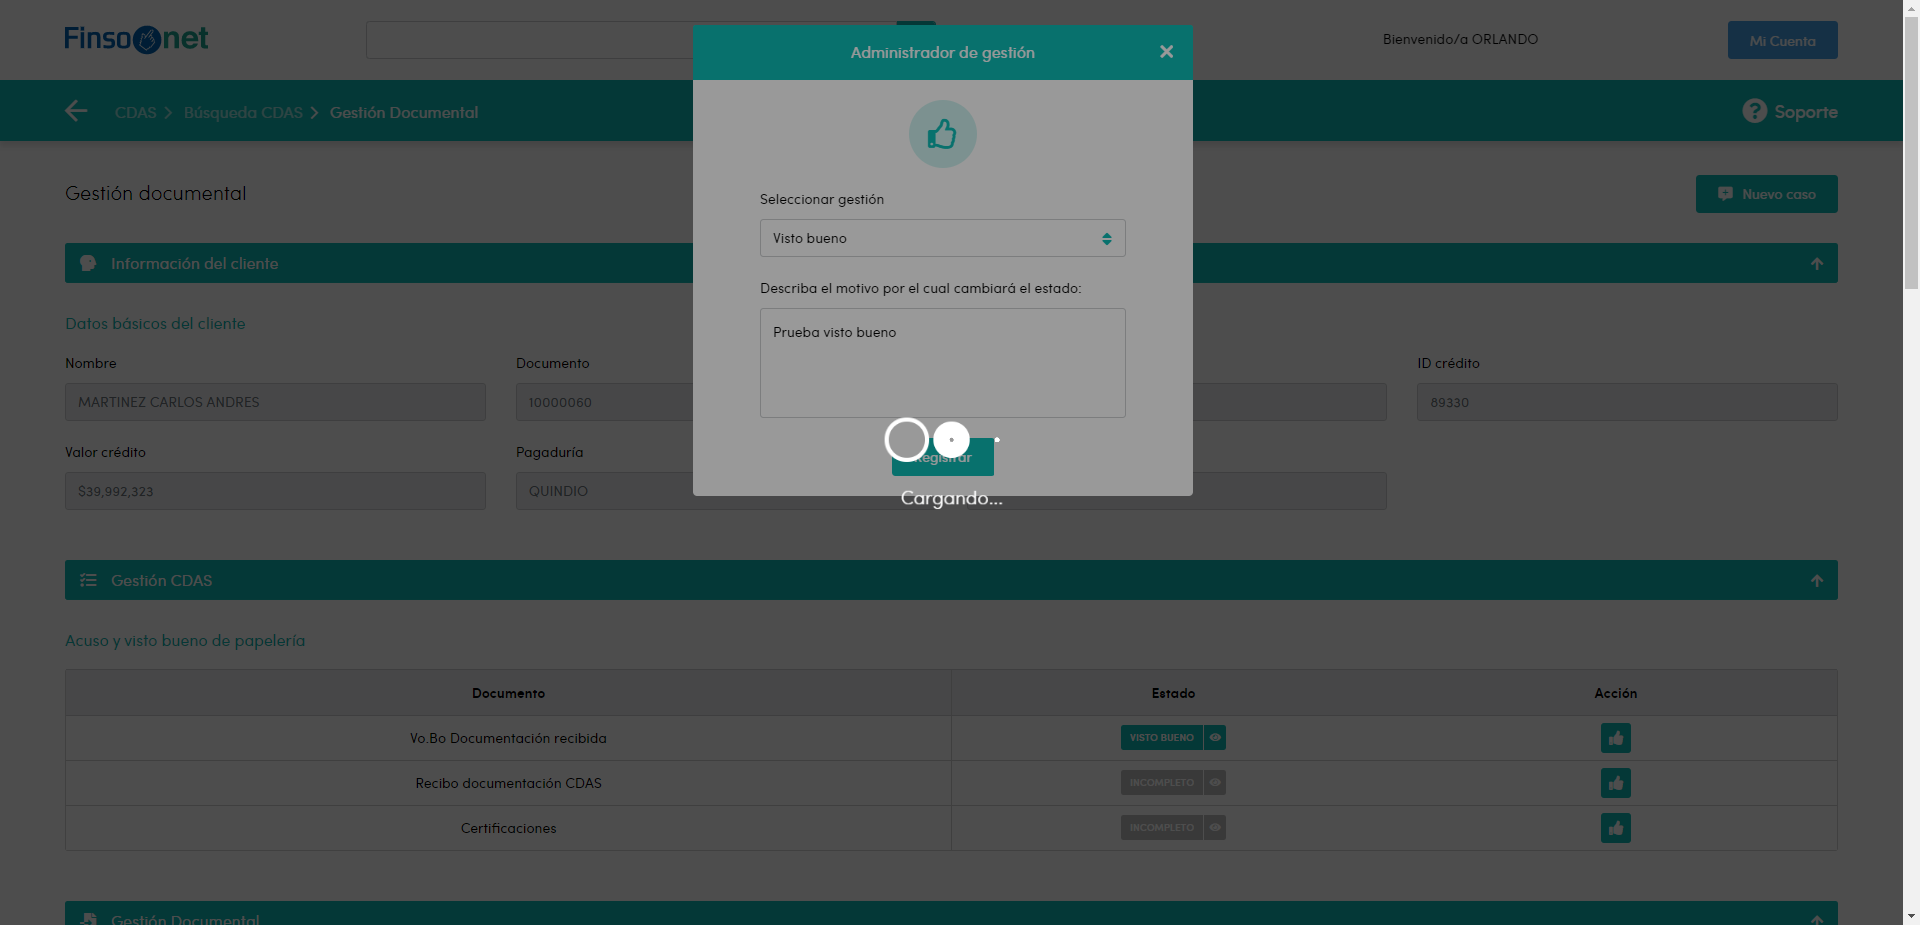 Finsonet
Bienvenido/a ORLANDO
Mi Cuenta
Administrador de gestión
CDAS
Búsqueda CDAS
Gestión Documental
Soporte
Gestión documental
Nuevo caso
Seleccionar gestión
Visto bueno
Información del cliente
Describa el motivo por el cual cambiará el estado:
Prueba visto bueno
Datos básicos del cliente
Nombre
Documento
ID crédito
MARTINEZ CARLOS ANDRES
10000060
89330
Valor crédito
Pagaduría
Registrar
$39,992,323
QUINDIO
Cargando...
Gestión CDAS
Acuso y visto bueno de papelería
Documento
Estado
Acción
Vo.Bo Documentación recibida
VISTO BUENO
Recibo documentación CDAS
INCOMPLETO
Certificaciones
INCOMPLETO
Gestión Documental